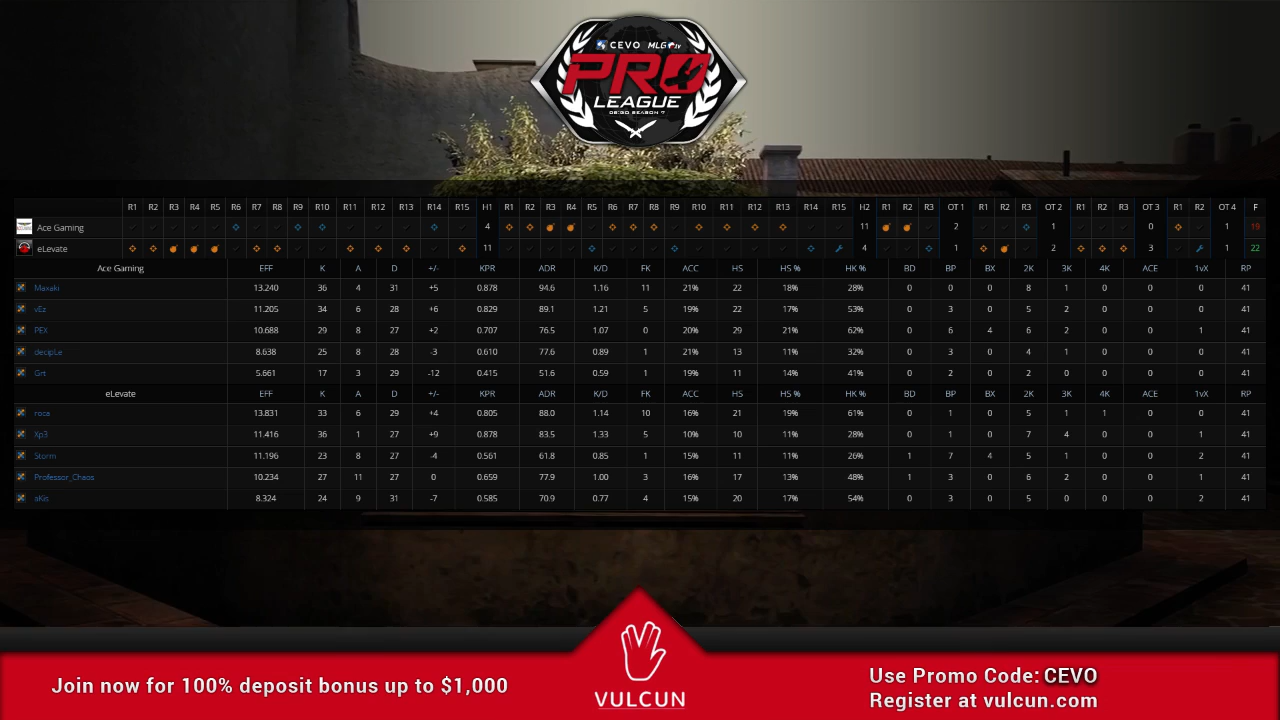 CEVO MLG.tv
PRO
LEAGUE
CS:GO SEASON 7
R1 R2 R3 R4 R5 R6 R7 R8 R9 R10 R11 R12 R13 R14 R15 H1 R1 R2 R3 R4 R5 R6 R7 R8 R9 R10 R11 R12 R13 R14 R15 H2 R1 R2 R3 OT 1 R1 R2 R3 OT 2 R1 R2 R3 OT 3 R1 R2 OT 4 F
Ace Gaming 4 11 2 1 0 1 19
eLevate 11 4 1 2 3 1 22
Ace Gaming EFF K A D +/- KPR ADR K/D FK ACC HS HS % HK % BD BP BX 2K 3K 4K ACE 1vX RP
Maxaki 13.240 36 4 31 +5 0.878 94.6 1.16 11 21% 22 18% 28% 0 0 0 8 1 0 0 0 41
vEz 11.205 34 6 28 +6 0.829 89.1 1.21 5 19% 22 17% 53% 0 3 0 5 2 0 0 0 41
PEX 10.688 29 8 27 +2 0.707 76.5 1.07 0 20% 29 21% 62% 0 6 4 6 2 0 0 1 41
decipLe 8.638 25 8 28 -3 0.610 77.6 0.89 1 21% 13 11% 32% 0 3 0 4 1 0 0 0 41
Grt 5.661 17 3 29 -12 0.415 51.6 0.59 1 19% 11 14% 41% 0 2 0 2 0 0 0 0 41
eLevate EFF K A D +/- KPR ADR K/D FK ACC HS HS % HK % BD BP BX 2K 3K 4K ACE 1vX RP
roca 13.831 33 6 29 +4 0.805 88.0 1.14 10 16% 21 19% 61% 0 1 0 5 1 1 0 0 41
Xp3 11.416 36 1 27 +9 0.878 83.5 1.33 5 10% 10 11% 28% 0 1 0 7 4 0 0 1 41
Storm 11.196 23 8 27 -4 0.561 61.8 0.85 1 15% 11 11% 26% 1 7 4 5 1 0 0 2 41
Professor_Chaos 10.234 27 11 27 0 0.659 77.9 1.00 3 16% 17 13% 48% 1 3 0 6 2 0 0 1 41
aKis 8.324 24 9 31 -7 0.585 70.9 0.77 4 15% 20 17% 54% 0 3 0 5 0 0 0 2 41
Join now for 100% deposit bonus up to $1,000
VULCUN
Use Promo Code: CEVO
Register at vulcun.com